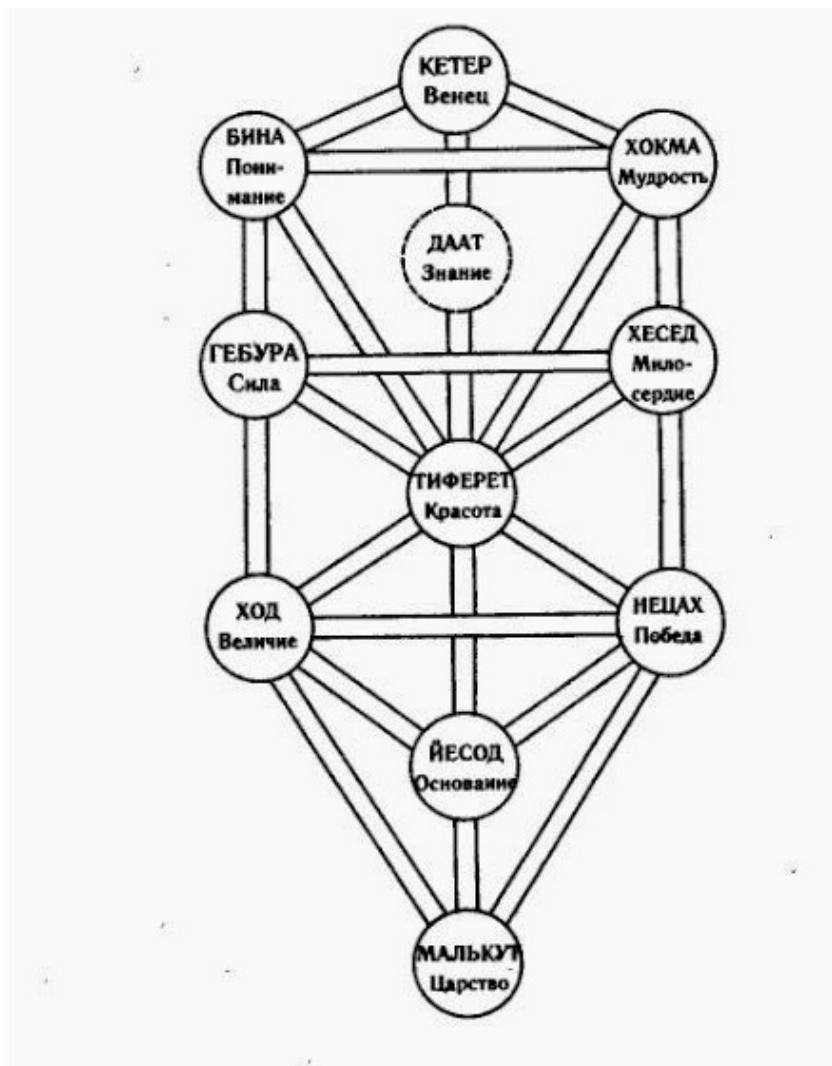 КЕТЕР
Венец
БИНА
Пони-
мание
ХОКМА
Мудрость
ДААТ
Знание
ГЕБУРА
Сила
ХЕСЕД
Мило-
сердие
ТИФЕРЕТ
Красота
ХОД
Величие
НЕЦАХ
Победа
ЙЕСОД
Основание
МАЛЬКУТ
Царство